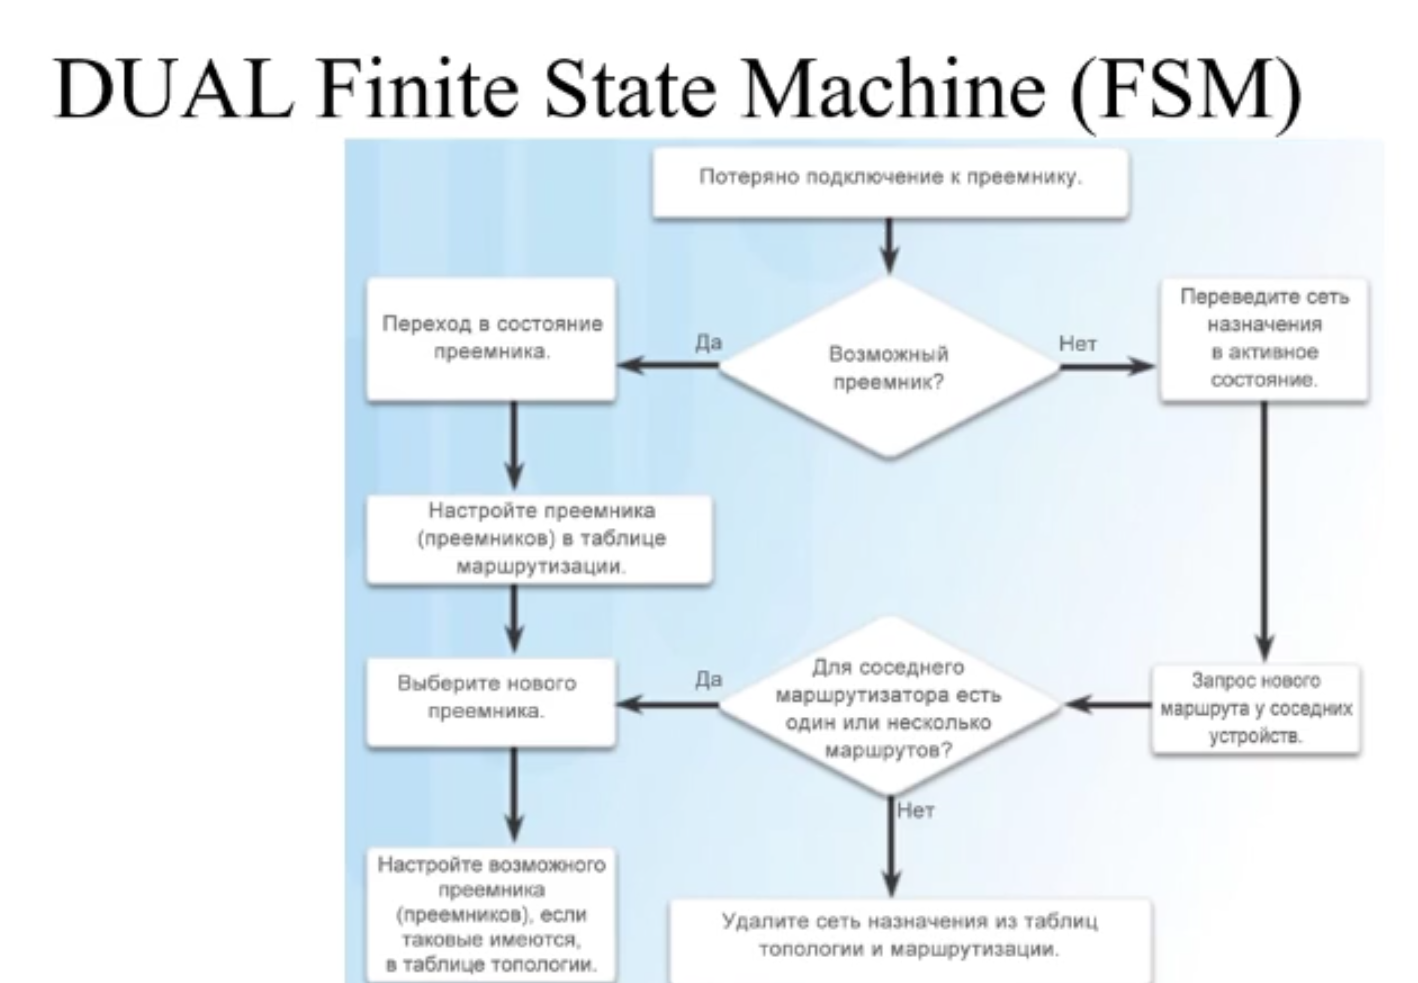 DUAL Finite State Machine (FSM)
Потеряно подключение к преемнику.
Возможный
преемник?
Да
Нет
Переход в состояние
преемника.
Переведите сеть
назначения
в активное
состояние.
Настройте преемника
(преемников) в таблице
маршрутизации.
Запрос нового
маршрута у соседних
устройств.
Для соседнего
маршрутизатора есть
один или несколько
маршрутов?
Да
Нет
Выберите нового
преемника.
Настройте возможного
преемника
(преемников), если
таковые имеются,
в таблице топологии.
Удалите сеть назначения из таблиц
топологии и маршрутизации.